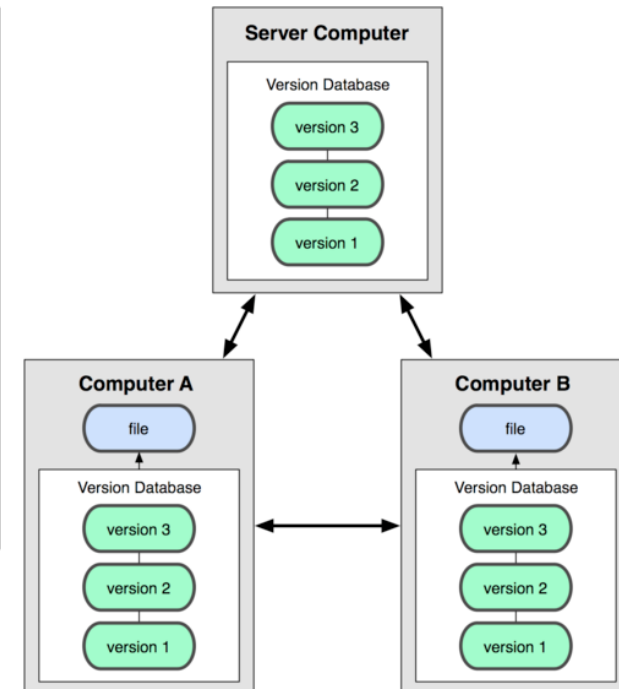 Server Computer
Version Database
version 3
version 2
version 1
Computer A
file
Version Database
version 3
version 2
version 1
Computer B
file
Version Database
version 3
version 2
version 1